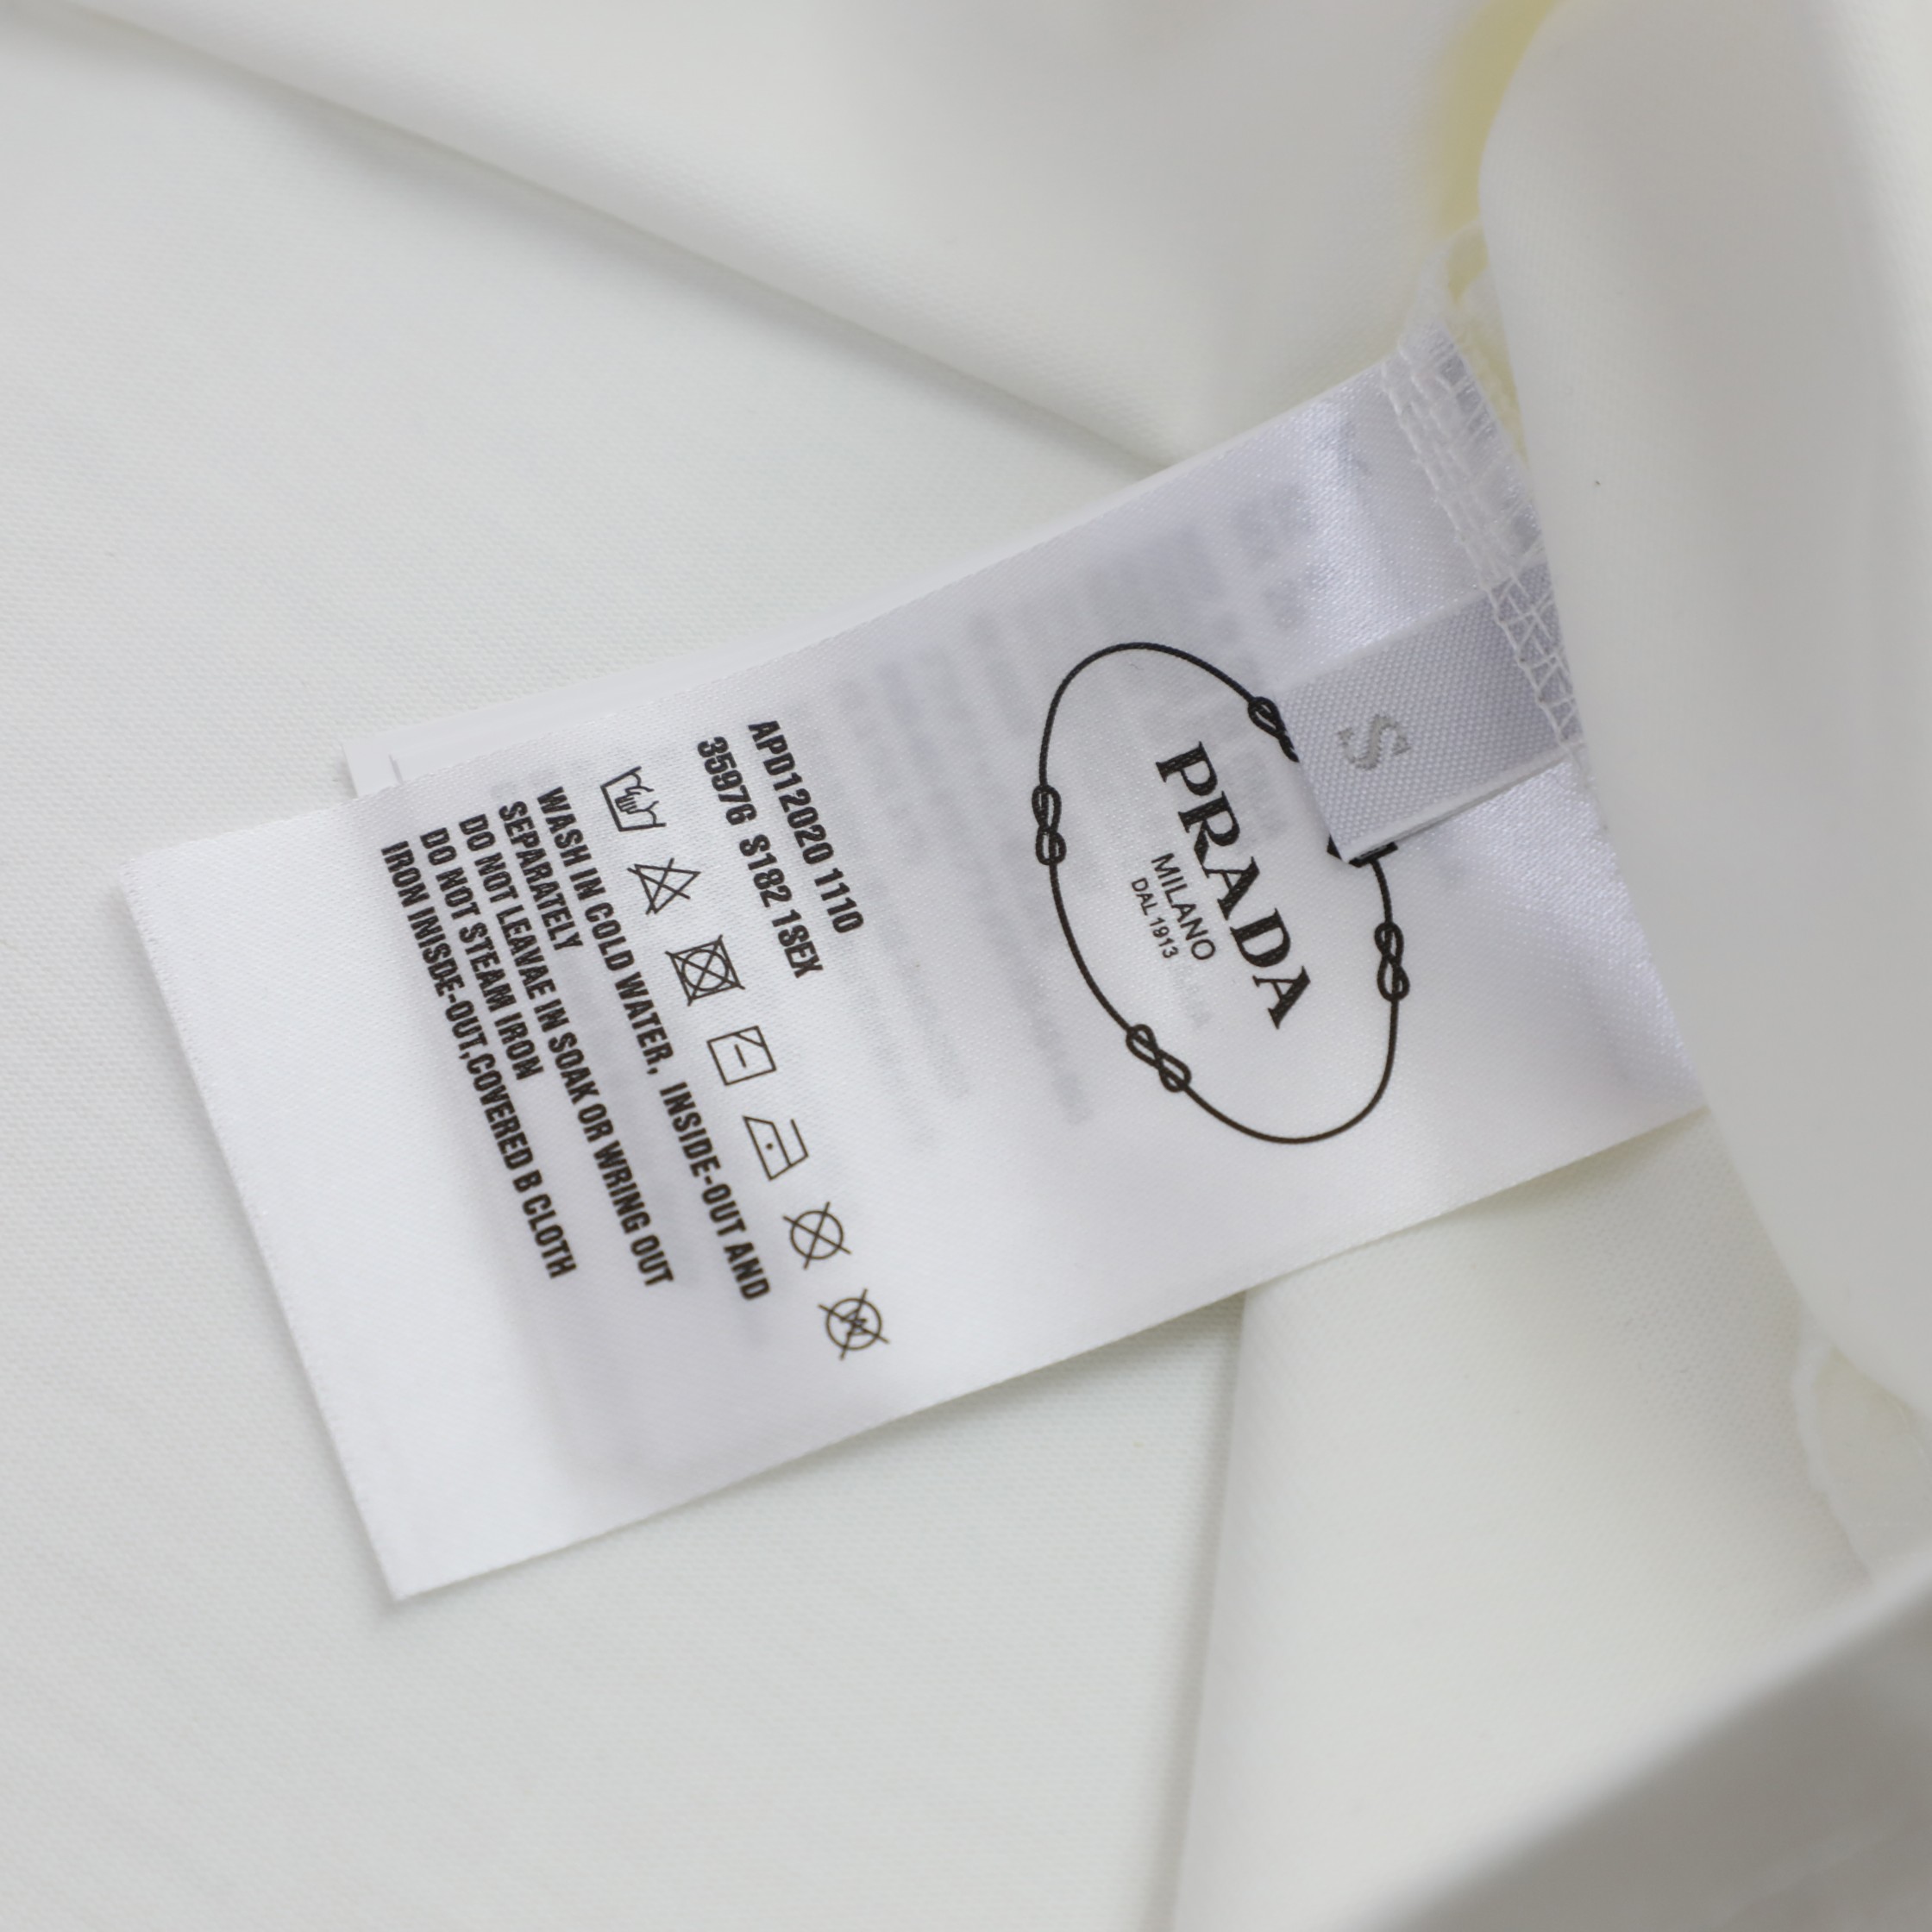 S
PRADA
MILANO
DAL 1913
APD12020 1110
35976 S182 1SEX
WASH IN COLD WATER, INSIDE-OUT AND
SEPARATELY
DO NOT LEAVAE IN SOAK OR WRING OUT
DO NOT STEAM IRON
IRON INISDE-OUT,COVERED B CLOTH